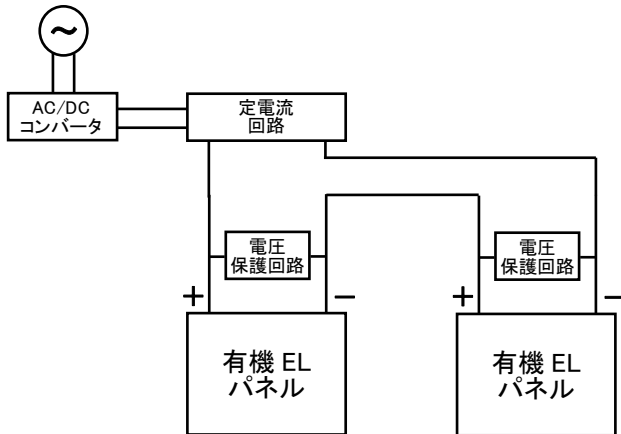 ~
AC/DC
コンバータ
定電流
回路
電圧
保護回路
電圧
保護回路
+
−
+
−
有機 EL
パネル
有機 EL
パネル